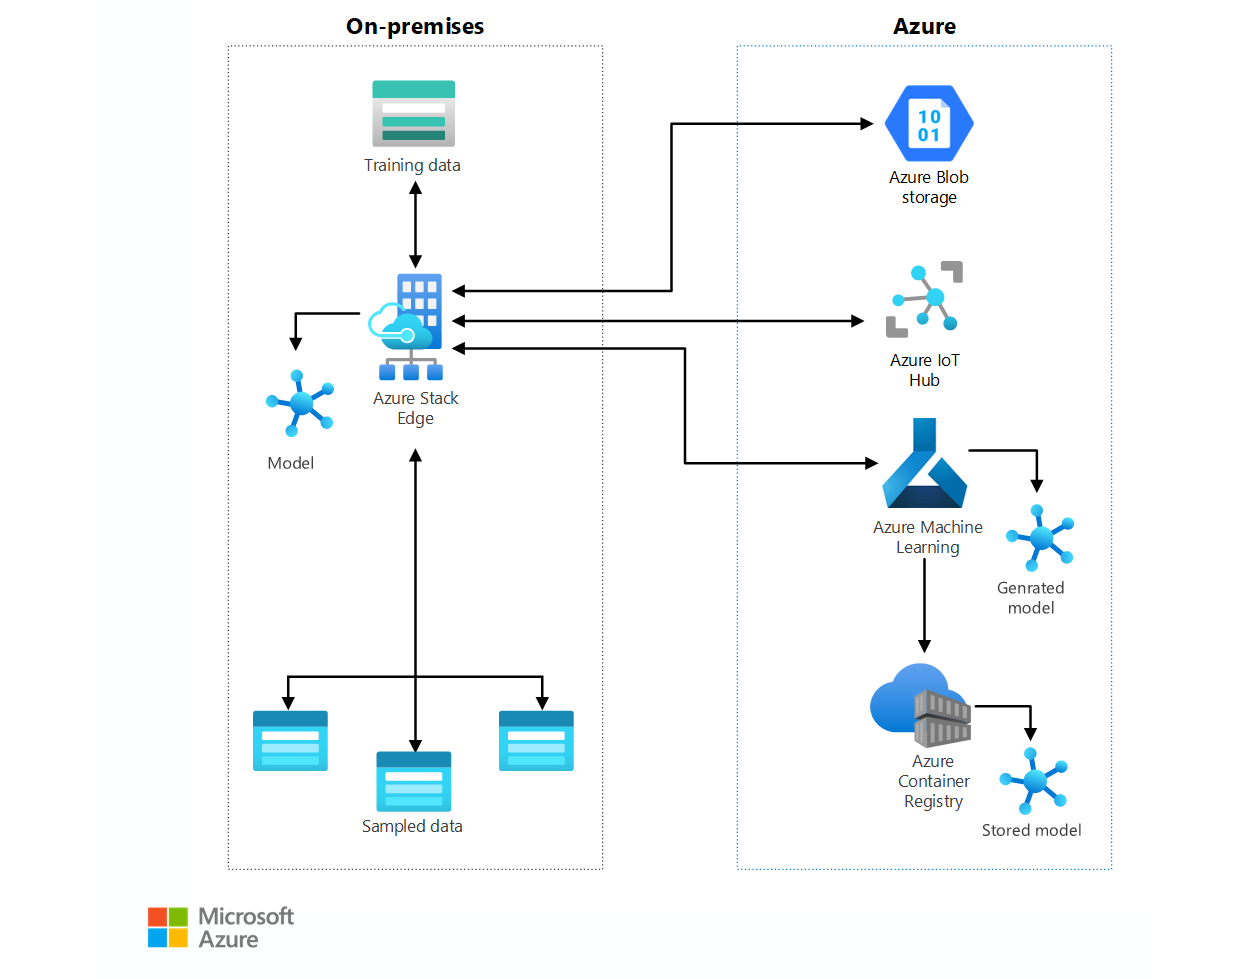 On-premises
Azure
Training data
Azure Stack
Edge
Model
Sampled data
10
01
Azure Blob
storage
Azure IoT
Hub
Azure Machine
Learning
Genrated
model
Azure
Container
Registry
Stored model
Microsoft
Azure